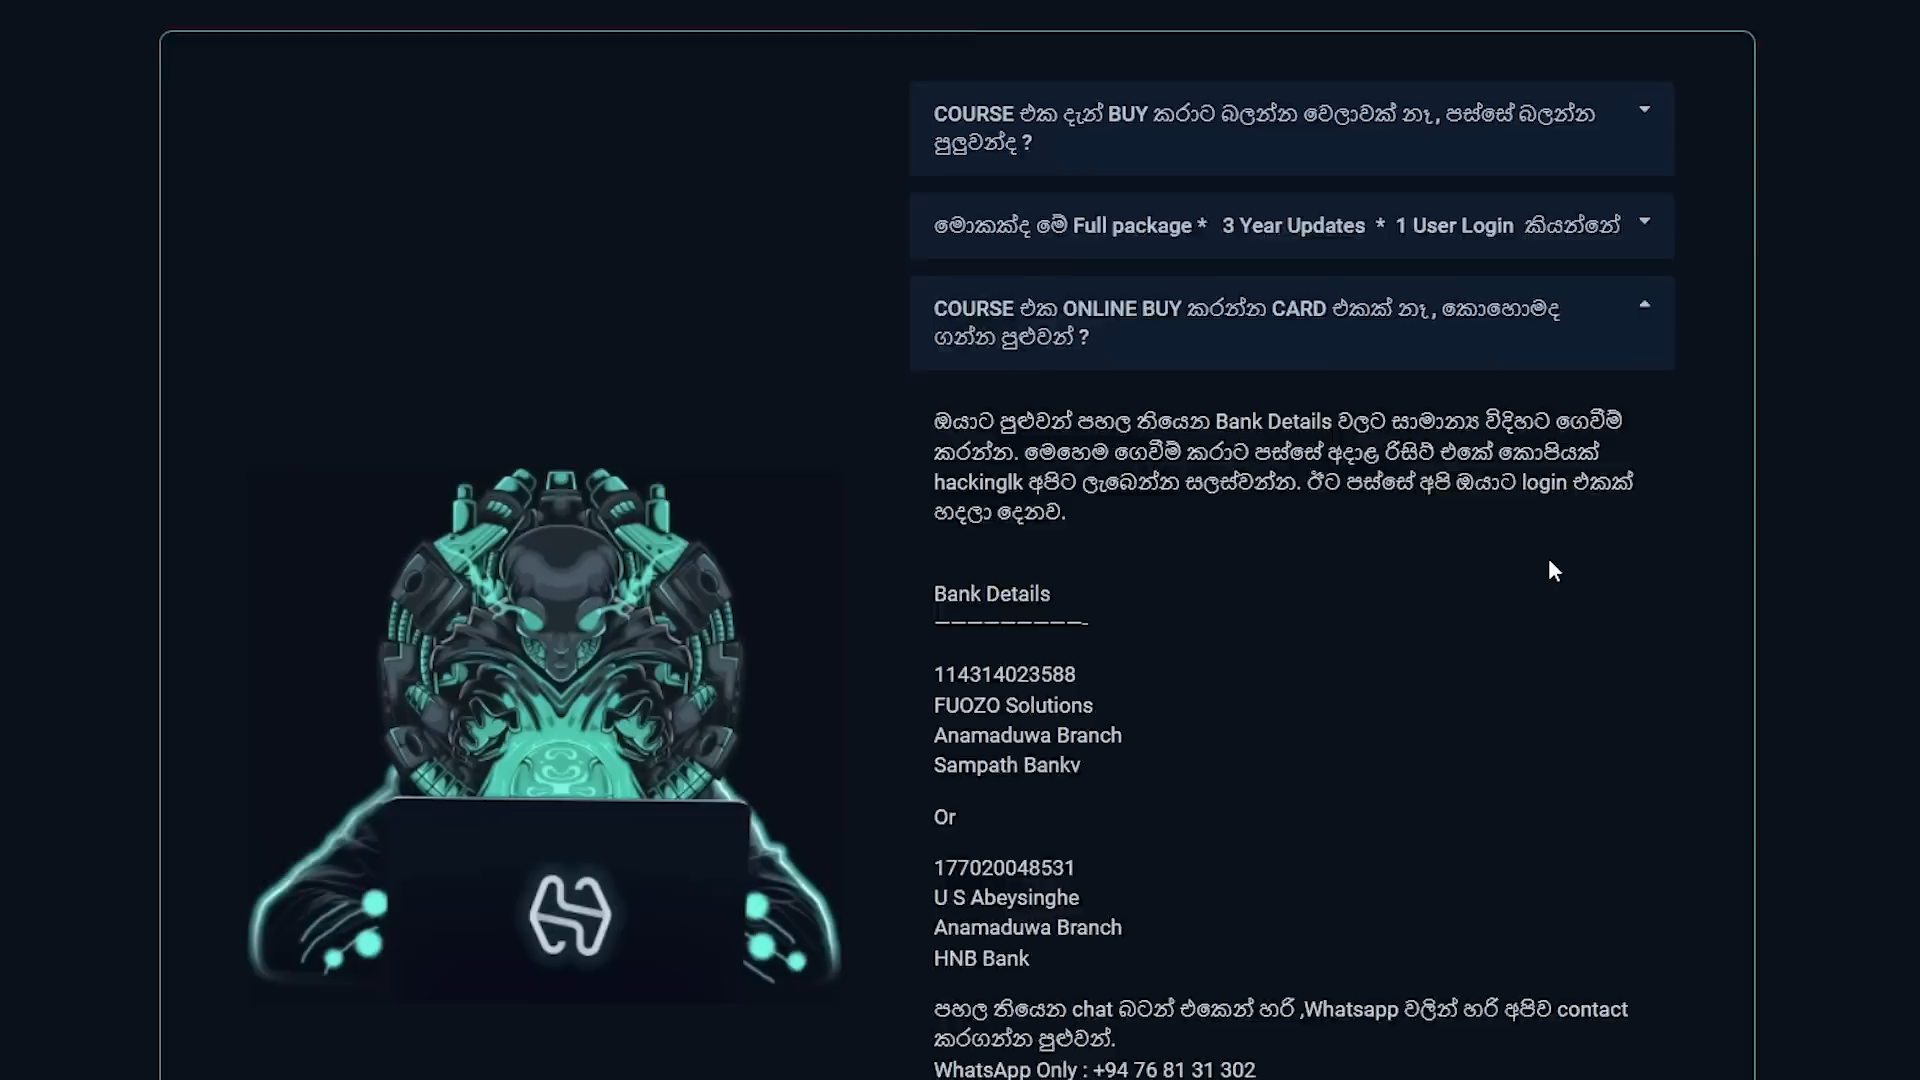 COURSE එක දැන් BUY කරාට බලන්න වෙලාවක් නෑ , පස්සේ බලන්න
පුලුවන්ද ?
මොකක්ද මේ Full package * 3 Year Updates * 1 User Login කියන්නේ
COURSE එක ONLINE BUY කරන්න CARD එකක් නෑ , කොහොමද
ගන්න පුළුවන් ?
ඔයාට පුළුවන් පහල තියෙන Bank Details වලට සාමාන්‍ය විදිහට ගෙවීම්
කරන්න. මෙහෙම ගෙවීම් කරාට පස්සේ අදාළ රිසිට් එකේ කොපියක්
hackinglk අපිට ලැබෙන්න සලස්වන්න. ඊට පස්සේ අපි ඔයාට login එකක්
හදලා දෙනව.
Bank Details
—————————-
114314023588
FUOZO Solutions
Anamaduwa Branch
Sampath Bankv
Or
177020048531
U S Abeysinghe
Anamaduwa Branch
HNB Bank
පහල තියෙන chat බටන් එකෙන් හරි ,Whatsapp වලින් හරි අපිව contact
කරගන්න පුළුවන්.
WhatsApp Only : +94 76 81 31 302